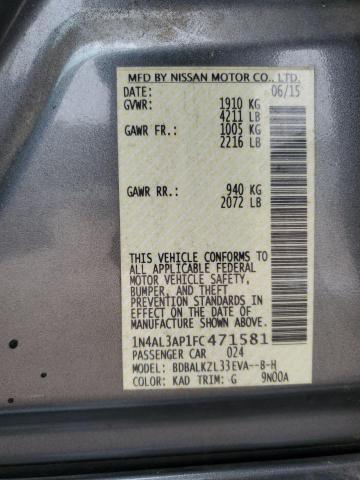 MFD BY NISSAN MOTOR CO., LTD.
DATE: 06/15
GVWR: 1910 KG
4211 LB
GAWR FR.: 1005 KG
2216 LB
GAWR RR.: 940 KG
2072 LB
THIS VEHICLE CONFORMS TO
ALL APPLICABLE FEDERAL
MOTOR VEHICLE SAFETY,
BUMPER, AND THEFT
PREVENTION STANDARDS IN
EFFECT ON THE DATE OF
MANUFACTURE SHOWN ABOVE.
1N4AL3AP1FC471581
PASSENGER CAR 024
MODEL: BDBALKZL33EVA--B-H
COLOR: KAD TRIM: G 9N00A